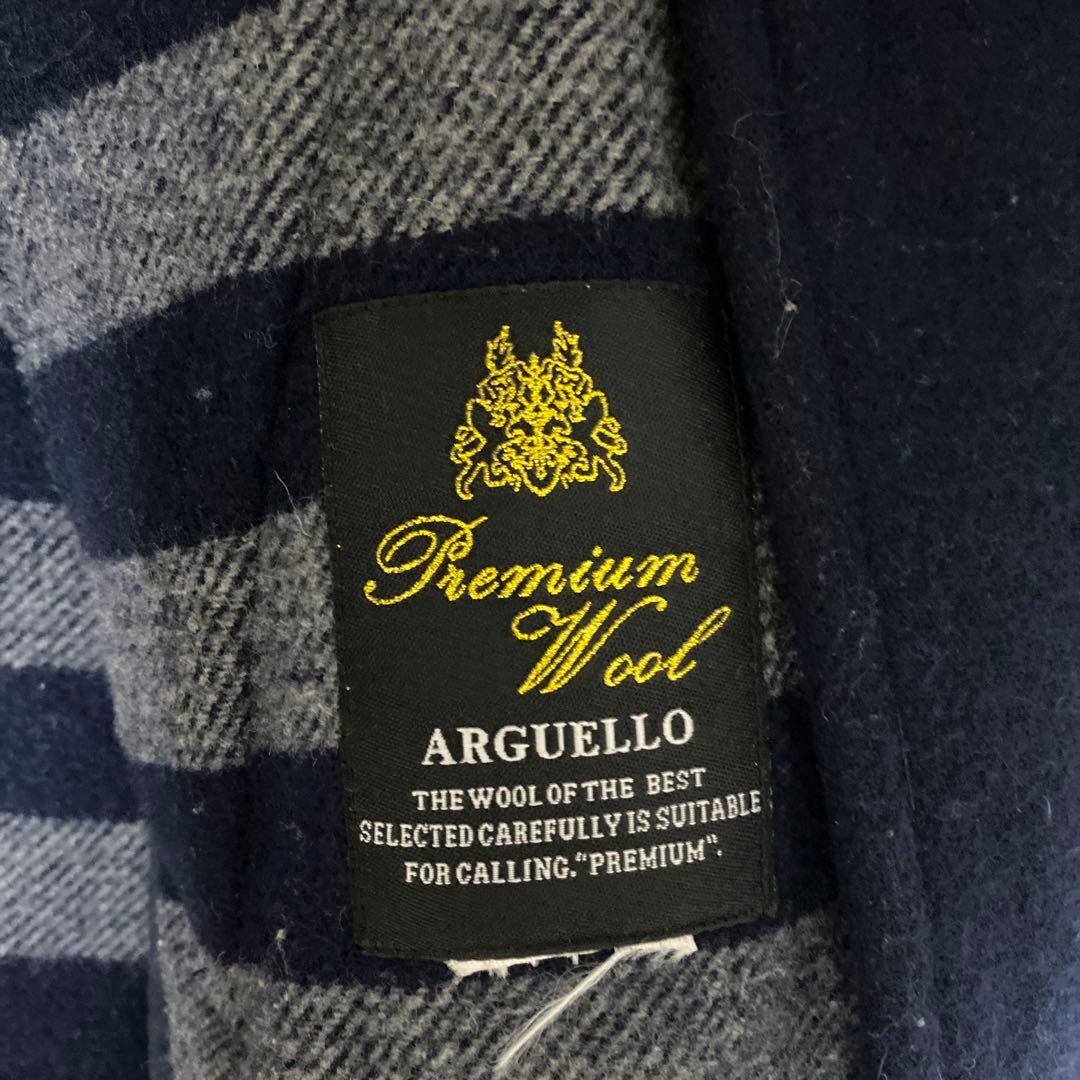 Premium
Wool
ARGUELLO
THE WOOL OF THE BEST
SELECTED CAREFULLY IS SUITABLE
FOR CALLING."PREMIUM".